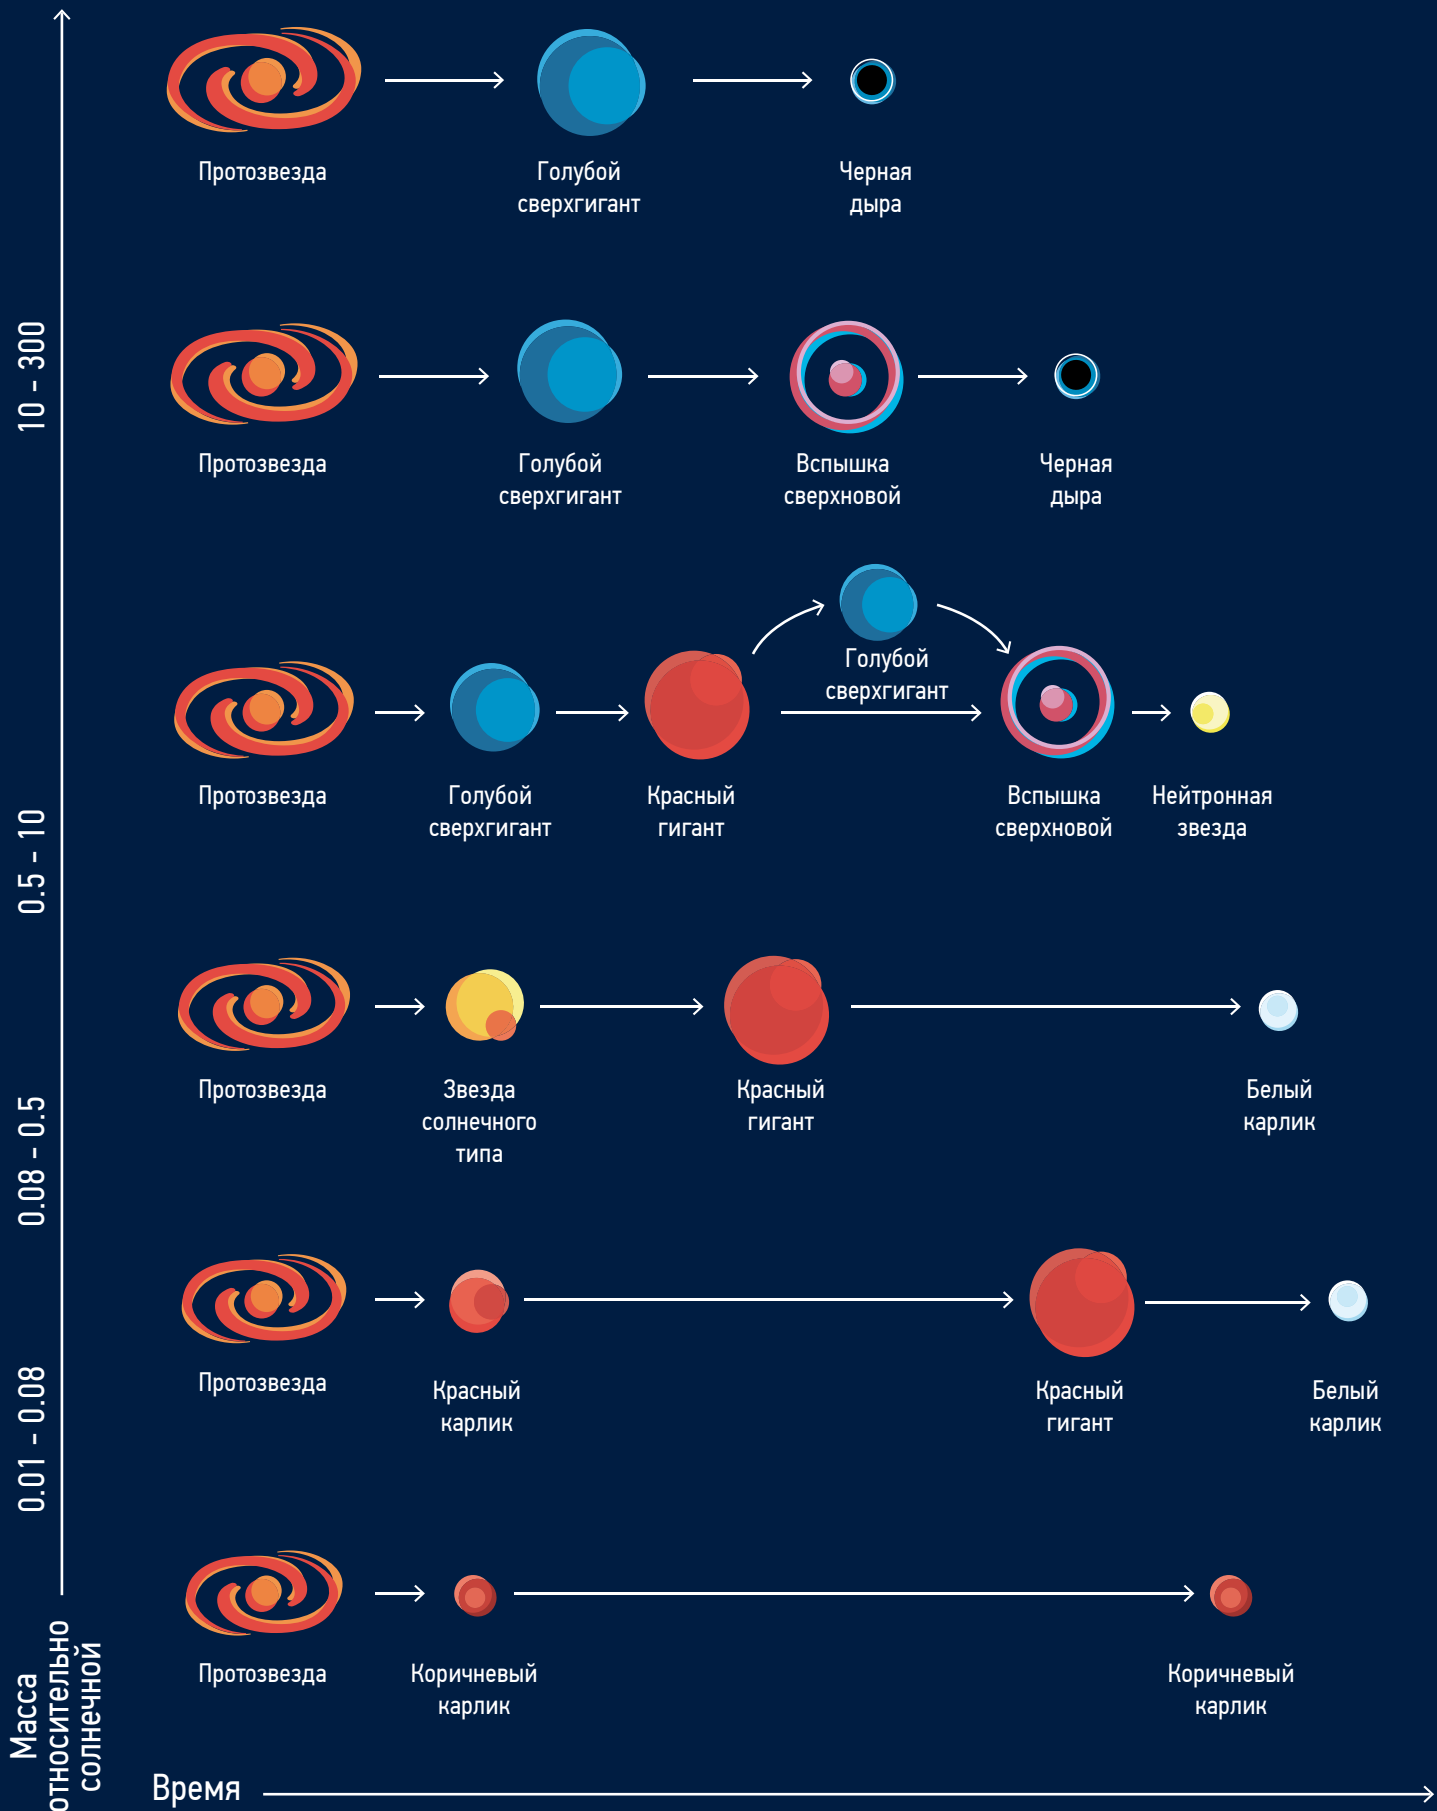 Протозвезда
Голубой
сверхгигант
Черная
дыра
10 - 300
Протозвезда
Голубой
сверхгигант
Вспышка
сверхновой
Черная
дыра
Голубой
сверхгигант
0.5 - 10
Протозвезда
Голубой
сверхгигант
Красный
гигант
Вспышка
сверхновой
Нейтронная
звезда
0.08 - 0.5
Протозвезда
Звезда
солнечного
типа
Красный
гигант
Белый
карлик
0.01 - 0.08
Протозвезда
Красный
карлик
Красный
гигант
Белый
карлик
Протозвезда
Коричневый
карлик
Коричневый
карлик
Масса
относительно
солнечной
Время